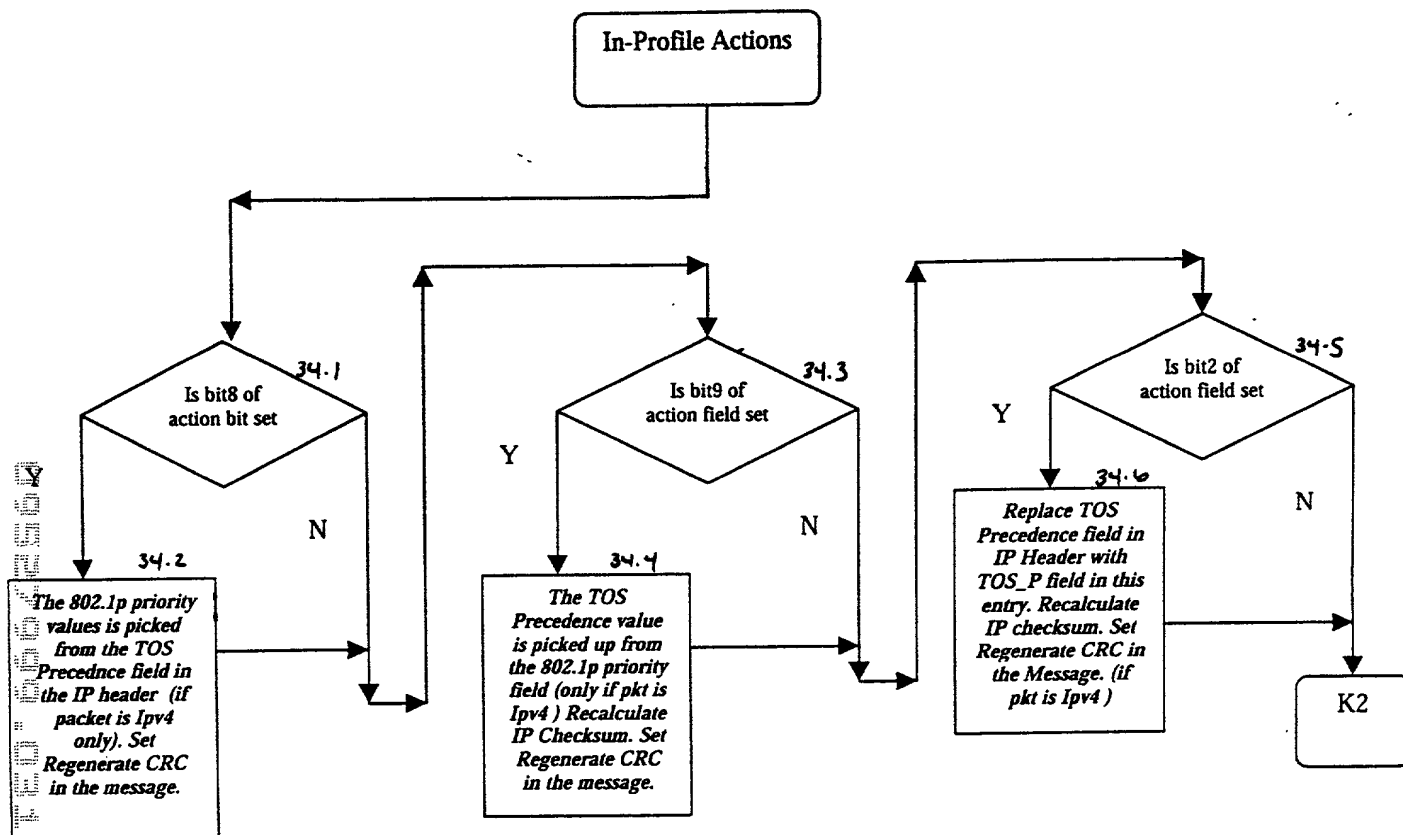 In-Profile Actions
34.1
Is bit8 of
action bit set
Y
N
34.2
The 802.1p priority
values is picked
from the TOS
Precednce field in
the IP header (if
packet is Ipv4
only). Set
Regenerate CRC
in the message.
34.3
Is bit9 of
action field set
Y
N
34.4
The TOS
Precedence value
is picked up from
the 802.1p priority
field (only if pkt is
Ipv4 ) Recalculate
IP Checksum. Set
Regenerate CRC
in the message.
34.5
Is bit2 of
action field set
Y
N
34.6
Replace TOS
Precedence field in
IP Header with
TOS_P field in this
entry. Recalculate
IP checksum. Set
Regenerate CRC in
the Message. (if
pkt is Ipv4 )
K2